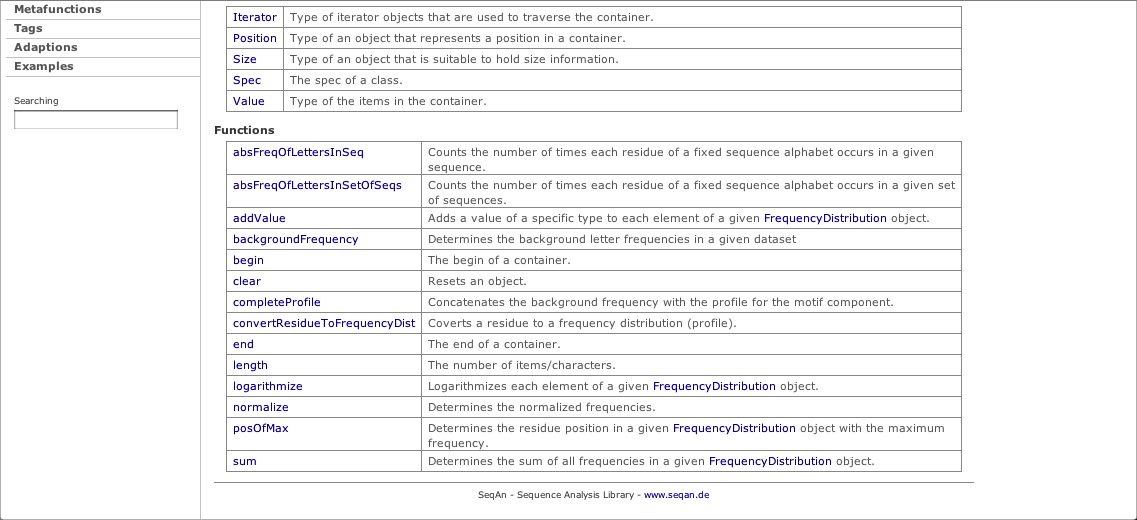 Metafunctions
Tags
Adaptions
Examples
Searching
Iterator Type of iterator objects that are used to traverse the container.
Position Type of an object that represents a position in a container.
Size Type of an object that is suitable to hold size information.
Spec The spec of a class.
Value Type of the items in the container.
Functions
absFreqOfLettersInSeq Counts the number of times each residue of a fixed sequence alphabet occurs in a given
sequence.
absFreqOfLettersInSetOfSeqs Counts the number of times each residue of a fixed sequence alphabet occurs in a given set
of sequences.
addValue Adds a value of a specific type to each element of a given FrequencyDistribution object.
backgroundFrequency Determines the background letter frequencies in a given dataset
begin The begin of a container.
clear Resets an object.
completeProfile Concatenates the background frequency with the profile for the motif component.
convertResidueToFrequencyDist Coverts a residue to a frequency distribution (profile).
end The end of a container.
length The number of items/characters.
logarithmize Logarithmizes each element of a given FrequencyDistribution object.
normalize Determines the normalized frequencies.
posOfMax Determines the residue position in a given FrequencyDistribution object with the maximum
frequency.
sum Determines the sum of all frequencies in a given FrequencyDistribution object.
SeqAn - Sequence Analysis Library - www.seqan.de